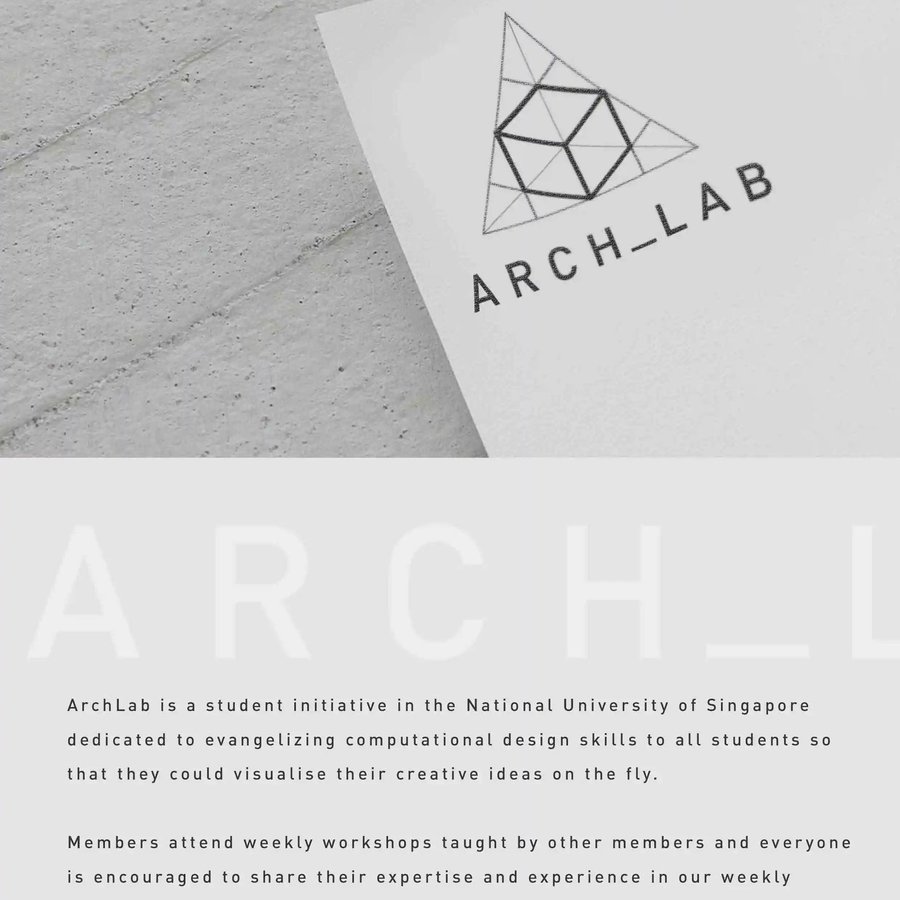 ARCH_LAB
ARCH_L
ArchLab is a student initiative in the National University of Singapore
dedicated to evangelizing computational design skills to all students so
that they could visualise their creative ideas on the fly.
Members attend weekly workshops taught by other members and everyone
is encouraged to share their expertise and experience in our weekly